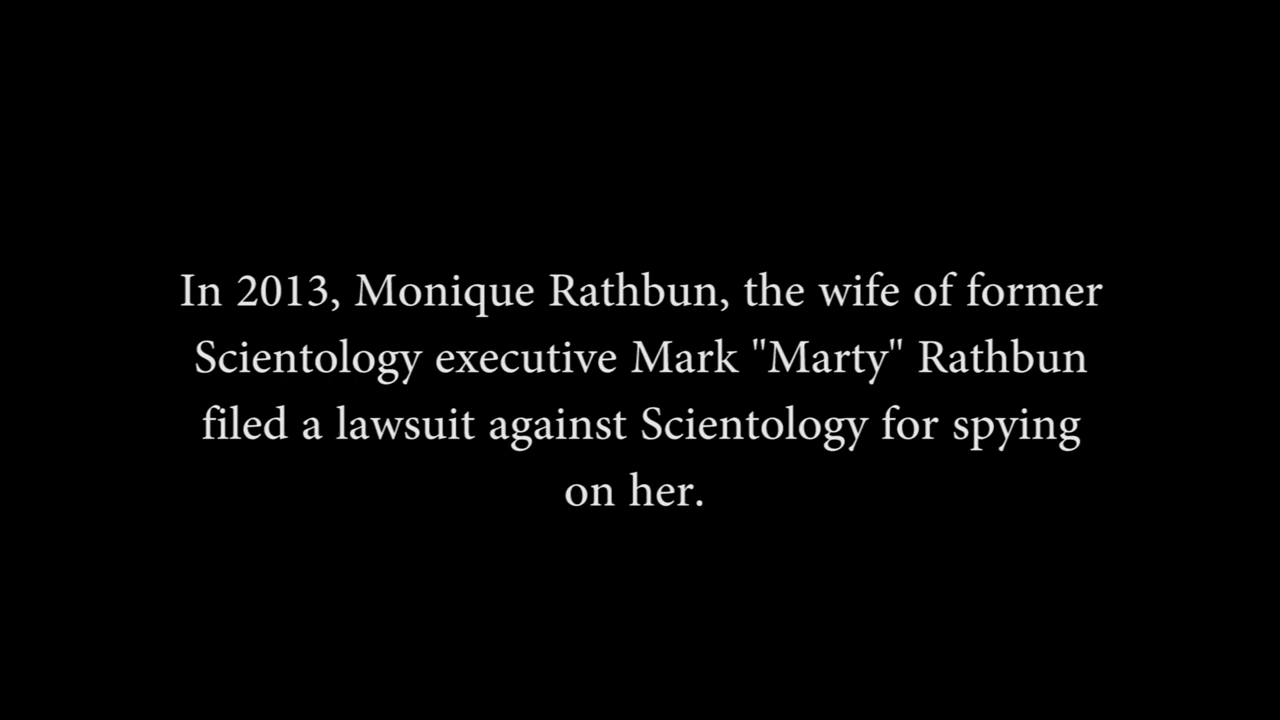 In 2013, Monique Rathbun, the wife of former
Scientology executive Mark "Marty" Rathbun
filed a lawsuit against Scientology for spying
on her.